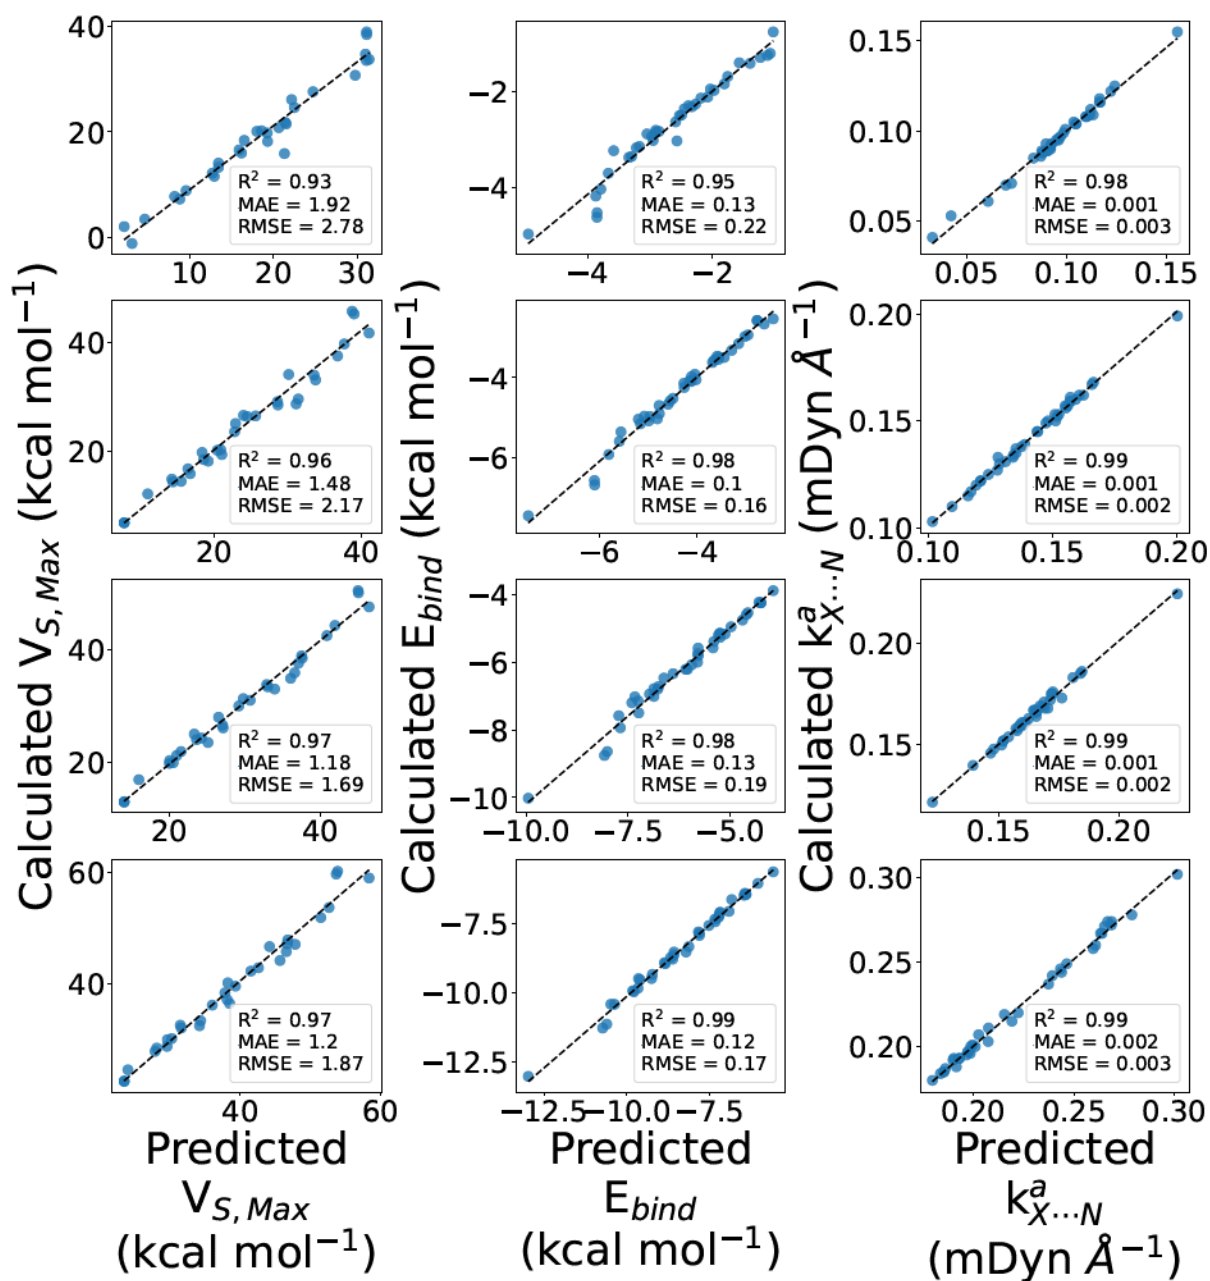 40
20
0
10 20 30
R² = 0.93
MAE = 1.92
RMSE = 2.78
−2
−4
−4 −2
R² = 0.95
MAE = 0.13
RMSE = 0.22
0.15
0.10
0.05
0.05 0.10 0.15
R² = 0.98
MAE = 0.001
RMSE = 0.003
40
20
20 40
R² = 0.96
MAE = 1.48
RMSE = 2.17
−4
−6
−6 −4
R² = 0.98
MAE = 0.1
RMSE = 0.16
0.20
0.15
0.10
0.10 0.15 0.20
R² = 0.99
MAE = 0.001
RMSE = 0.002
40
20
20 40
R² = 0.97
MAE = 1.18
RMSE = 1.69
−4
−6
−8
−10
−10.0 −7.5 −5.0
R² = 0.98
MAE = 0.13
RMSE = 0.19
0.20
0.15
0.15 0.20
R² = 0.99
MAE = 0.001
RMSE = 0.002
60
40
40 60
R² = 0.97
MAE = 1.2
RMSE = 1.87
−7.5
−10.0
−12.5
−12.5 −10.0 −7.5
R² = 0.99
MAE = 0.12
RMSE = 0.17
0.30
0.25
0.20
0.20 0.25 0.30
R² = 0.99
MAE = 0.002
RMSE = 0.003
Calculated V_{S, Max} (kcal mol⁻¹)
Calculated E_{bind} (kcal mol⁻¹)
Calculated k^a_{X⋯N} (mDyn Å⁻¹)
Predicted
V_{S, Max}
(kcal mol⁻¹)
Predicted
E_{bind}
(kcal mol⁻¹)
Predicted
k^a_{X⋯N}
(mDyn Å⁻¹)